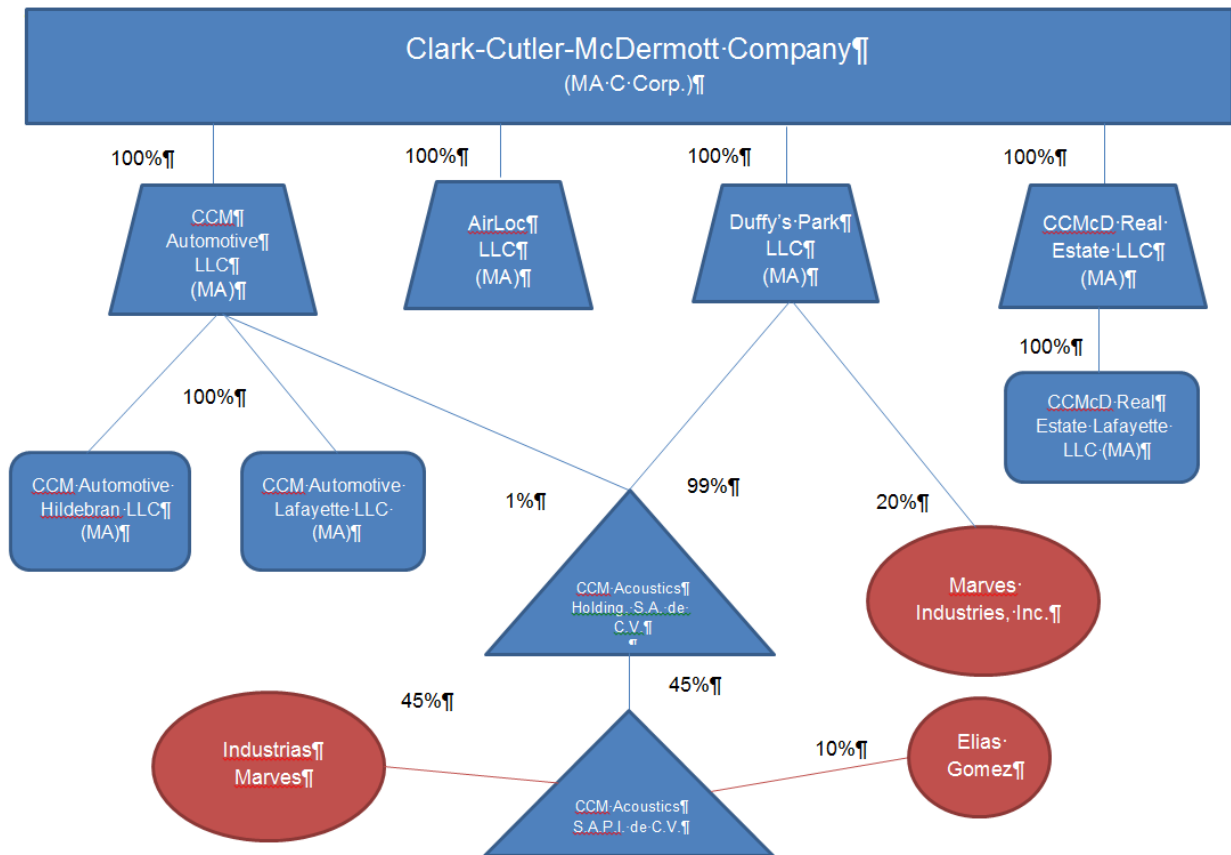 Clark-Cutler-McDermott·Company¶
(MA·C·Corp.)¶
100%¶
100%¶
100%¶
100%¶
CCM¶
Automotive¶
LLC¶
(MA)¶
AirLoc¶
LLC¶
(MA)¶
Duffy's·Park¶
LLC¶
(MA)¶
CCMcD·Real·
Estate·LLC¶
(MA)¶
100%¶
100%¶
CCM·Automotive·
Hildebran·LLC¶
(MA)¶
CCM·Automotive·
Lafayette·LLC·
(MA)¶
CCMcD·Real¶
Estate·Lafayette·
LLC·(MA)¶
1%¶
99%¶
20%¶
CCM·Acoustics¶
Holding,·S.A.·de·
C.V.¶
¶
Marves·
Industries,·Inc.¶
45%¶
45%¶
10%¶
Industrias¶
Marves¶
Elias·
Gomez¶
CCM·Acoustics¶
S.A.P.I.·de·C.V.¶